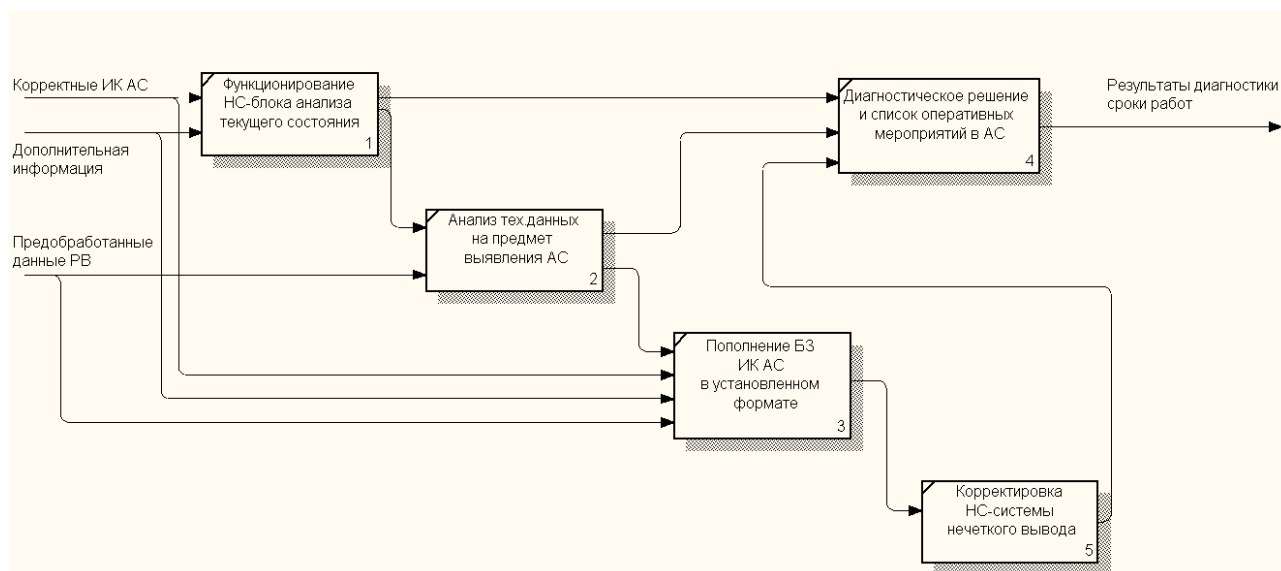 Корректные ИК АС
Дополнительная
информация
Предобработанные
данные РВ
Функционирование
НС-блока анализа
текущего состояния
1
Анализ тех.данных
на предмет
выявления АС
2
Пополнение БЗ
ИК АС
в установленном
формате
3
Диагностическое решение
и список оперативных
мероприятий в АС
4
Корректировка
НС-системы
нечеткого вывода
5
Результаты диагностики
сроки работ